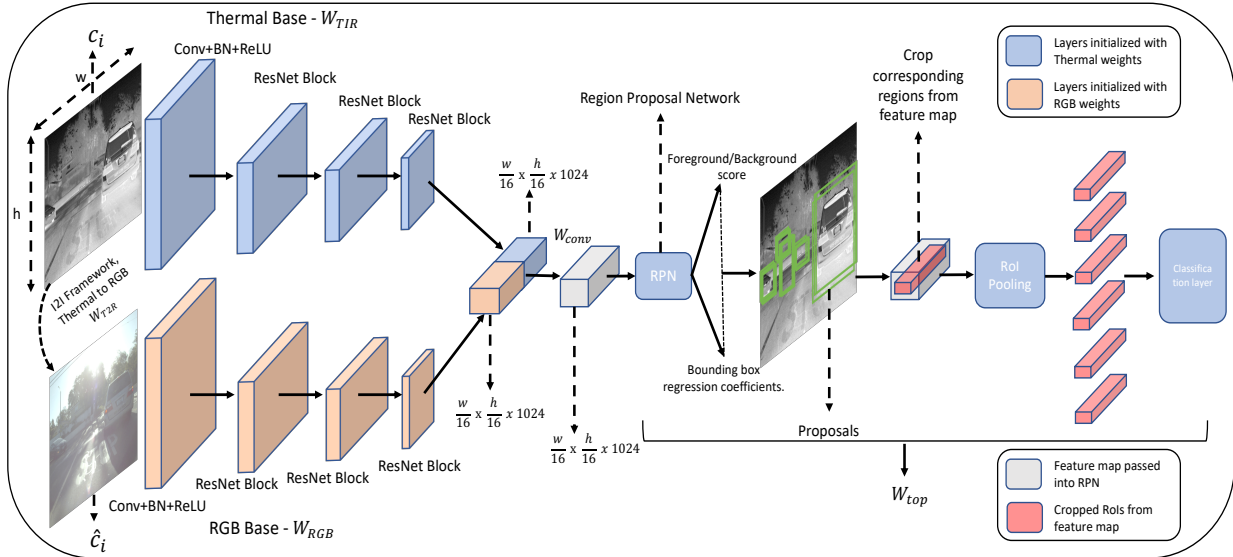 Thermal Base - W_TIR
c_i
w
h
Conv+BN+ReLU
ResNet Block
ResNet Block
ResNet Block
I2I Framework,
Thermal to RGB
W_T2R
ĉ_i
Conv+BN+ReLU
ResNet Block
ResNet Block
ResNet Block
RGB Base - W_RGB
w/16 x h/16 x 1024
W_conv
w/16 x h/16 x 1024
w/16 x h/16 x 1024
Region Proposal Network
RPN
Foreground/Background
score
Bounding box
regression coefficients.
Proposals
Crop
corresponding
regions from
feature map
RoI
Pooling
Classifica
tion layer
W_top
Layers initialized with
Thermal weights
Layers initialized with
RGB weights
Feature map passed
into RPN
Cropped RoIs from
feature map